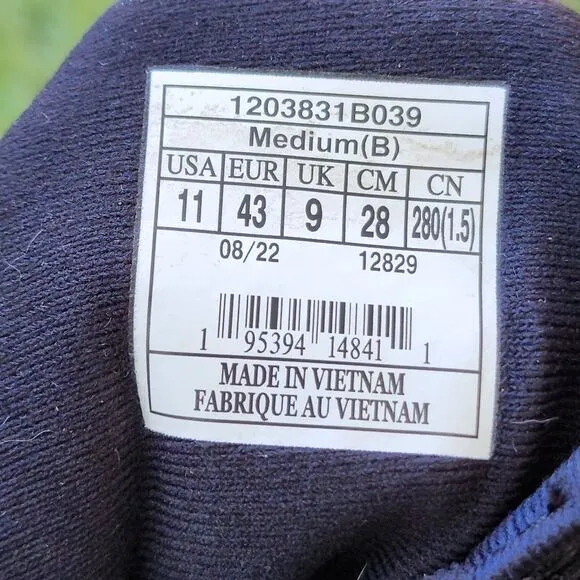 1203831B039
Medium(B)
USA EUR UK CM CN
11 43 9 28 280(1.5)
08/22 12829
1 95394 14841 1
MADE IN VIETNAM
FABRIQUE AU VIETNAM